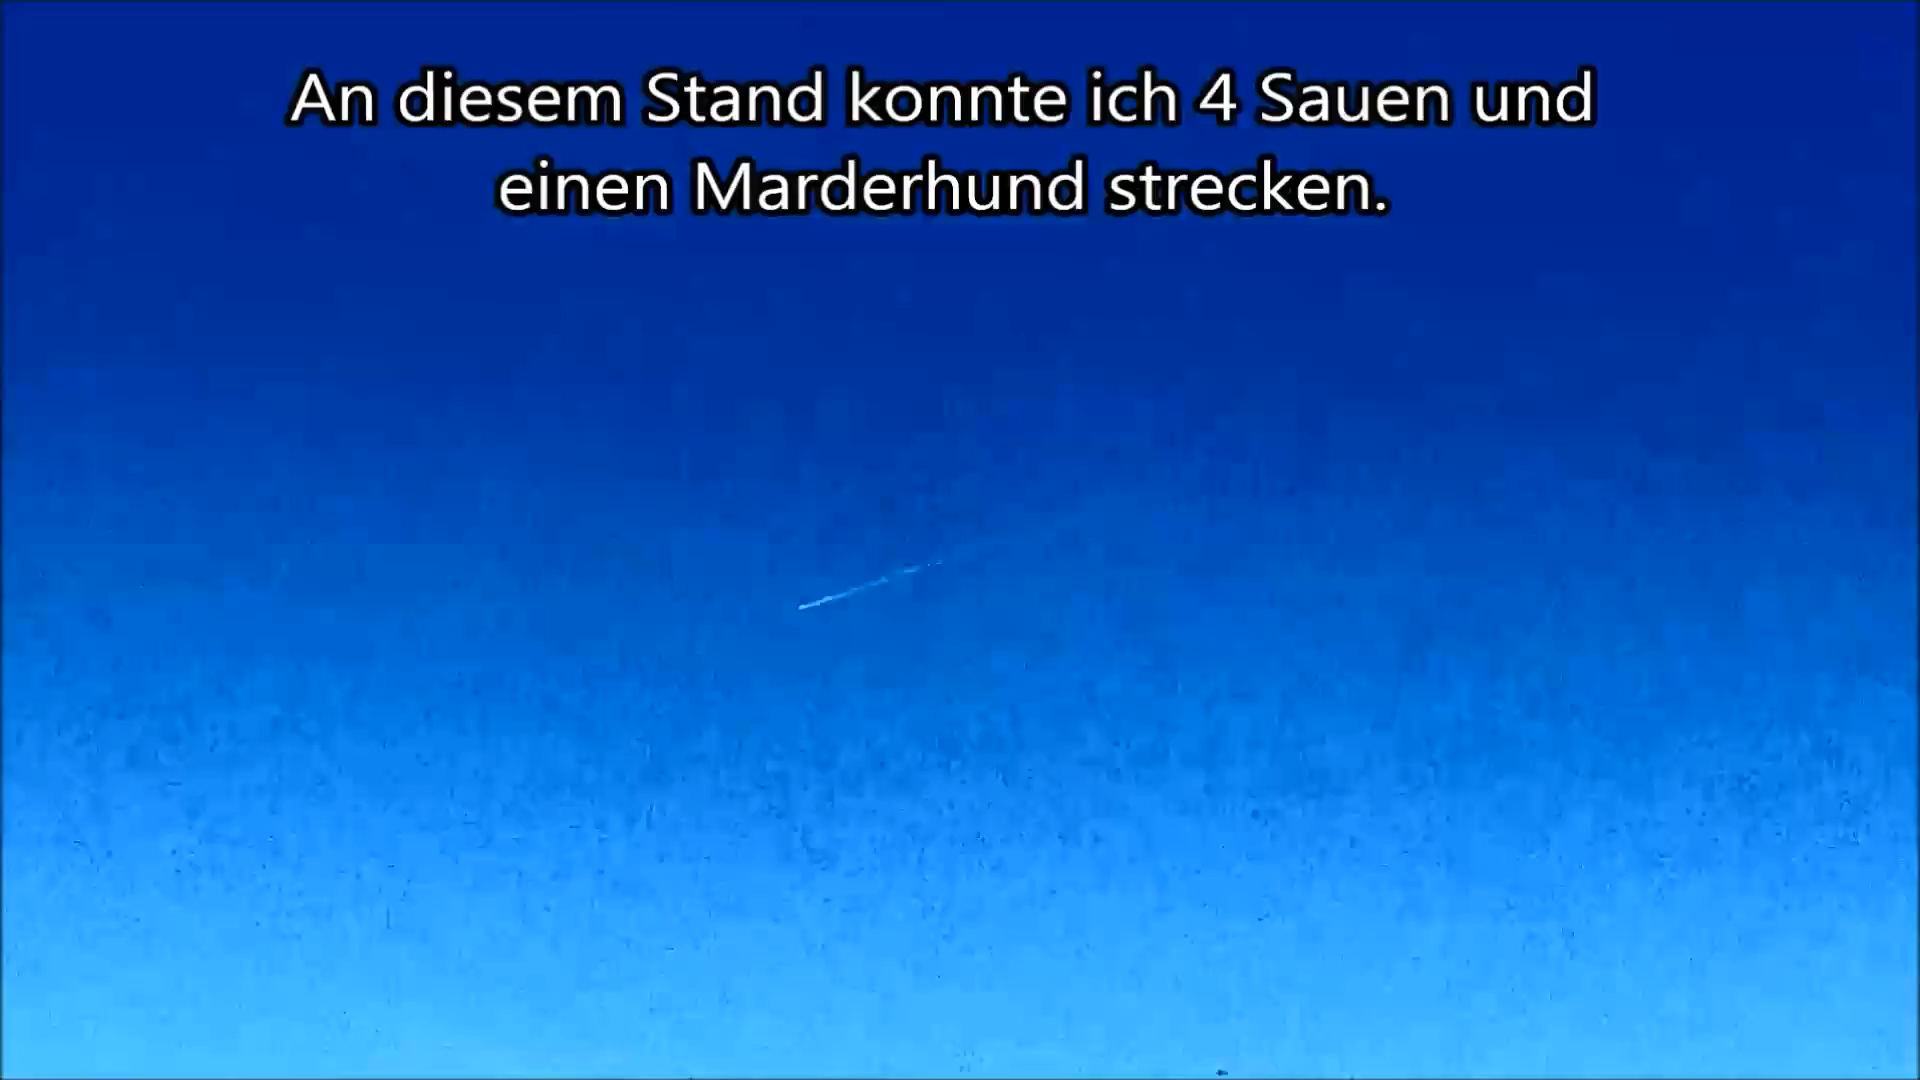 An diesem Stand konnte ich 4 Sauen und
einen Marderhund strecken.